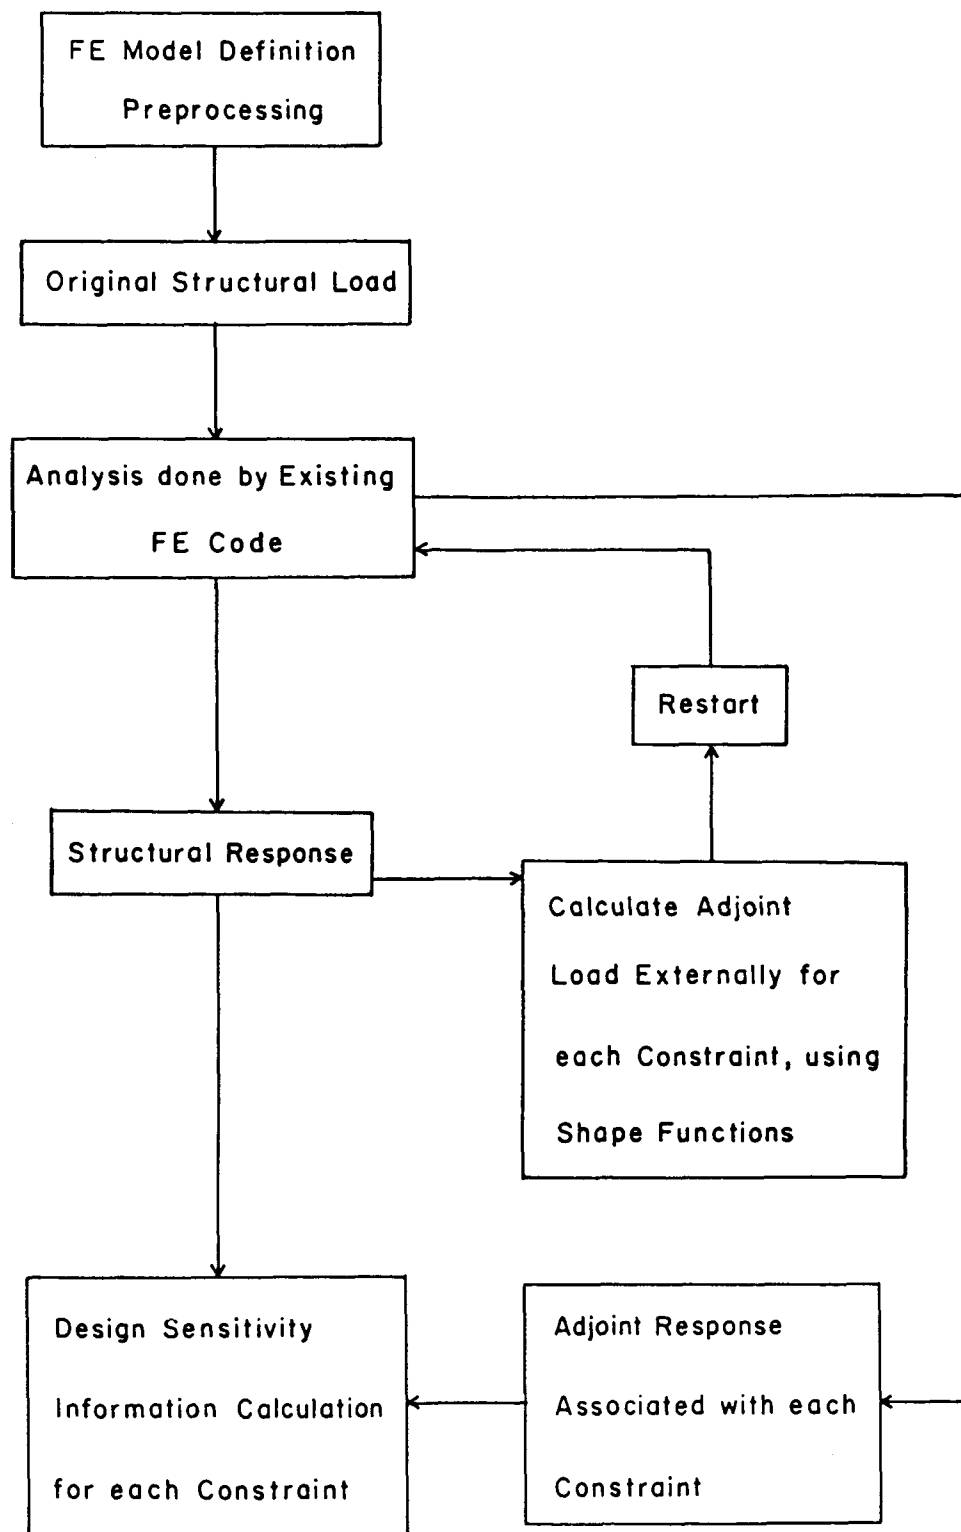 FE Model Definition
Preprocessing
Original Structural Load
Analysis done by Existing
FE Code
Restart
Structural Response
Calculate Adjoint
Load Externally for
each Constraint, using
Shape Functions
Design Sensitivity
Information Calculation
for each Constraint
Adjoint Response
Associated with each
Constraint